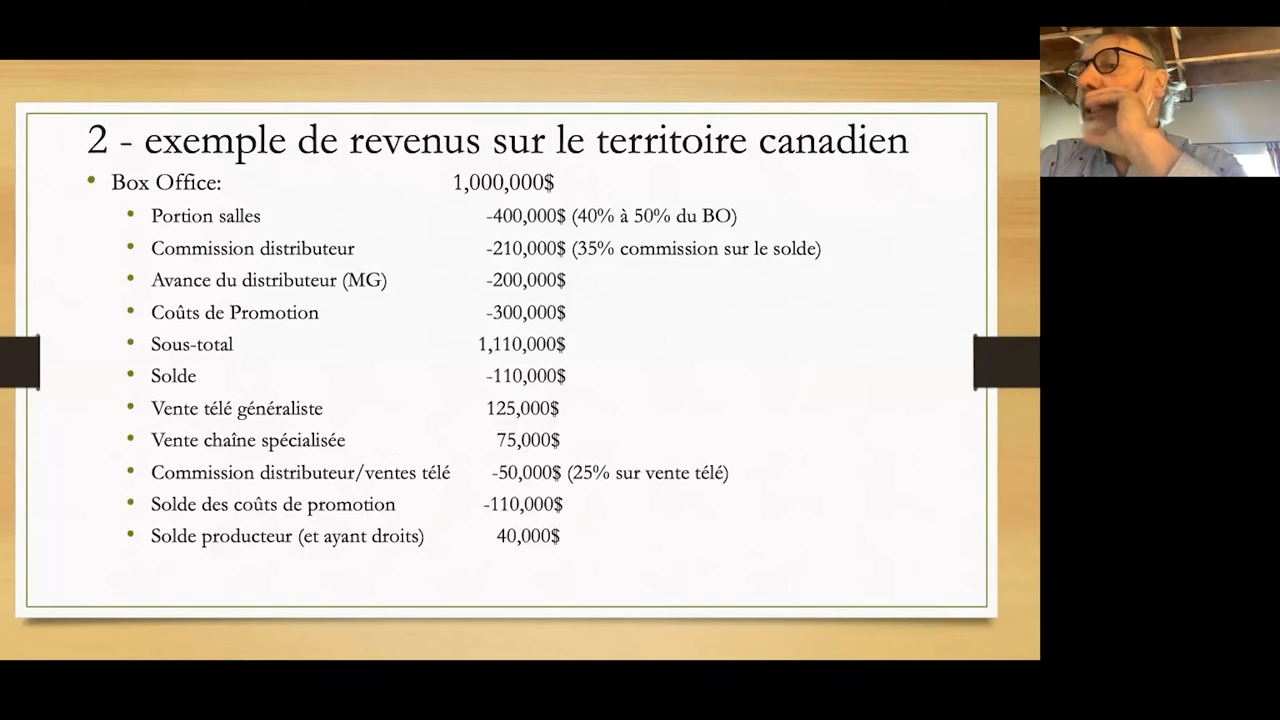 2 - exemple de revenus sur le territoire canadien
Box Office: 1,000,000$
Portion salles -400,000$ (40% à 50% du BO)
Commission distributeur -210,000$ (35% commission sur le solde)
Avance du distributeur (MG) -200,000$
Coûts de Promotion -300,000$
Sous-total 1,110,000$
Solde -110,000$
Vente télé généraliste 125,000$
Vente chaîne spécialisée 75,000$
Commission distributeur/ventes télé -50,000$ (25% sur vente télé)
Solde des coûts de promotion -110,000$
Solde producteur (et ayant droits) 40,000$